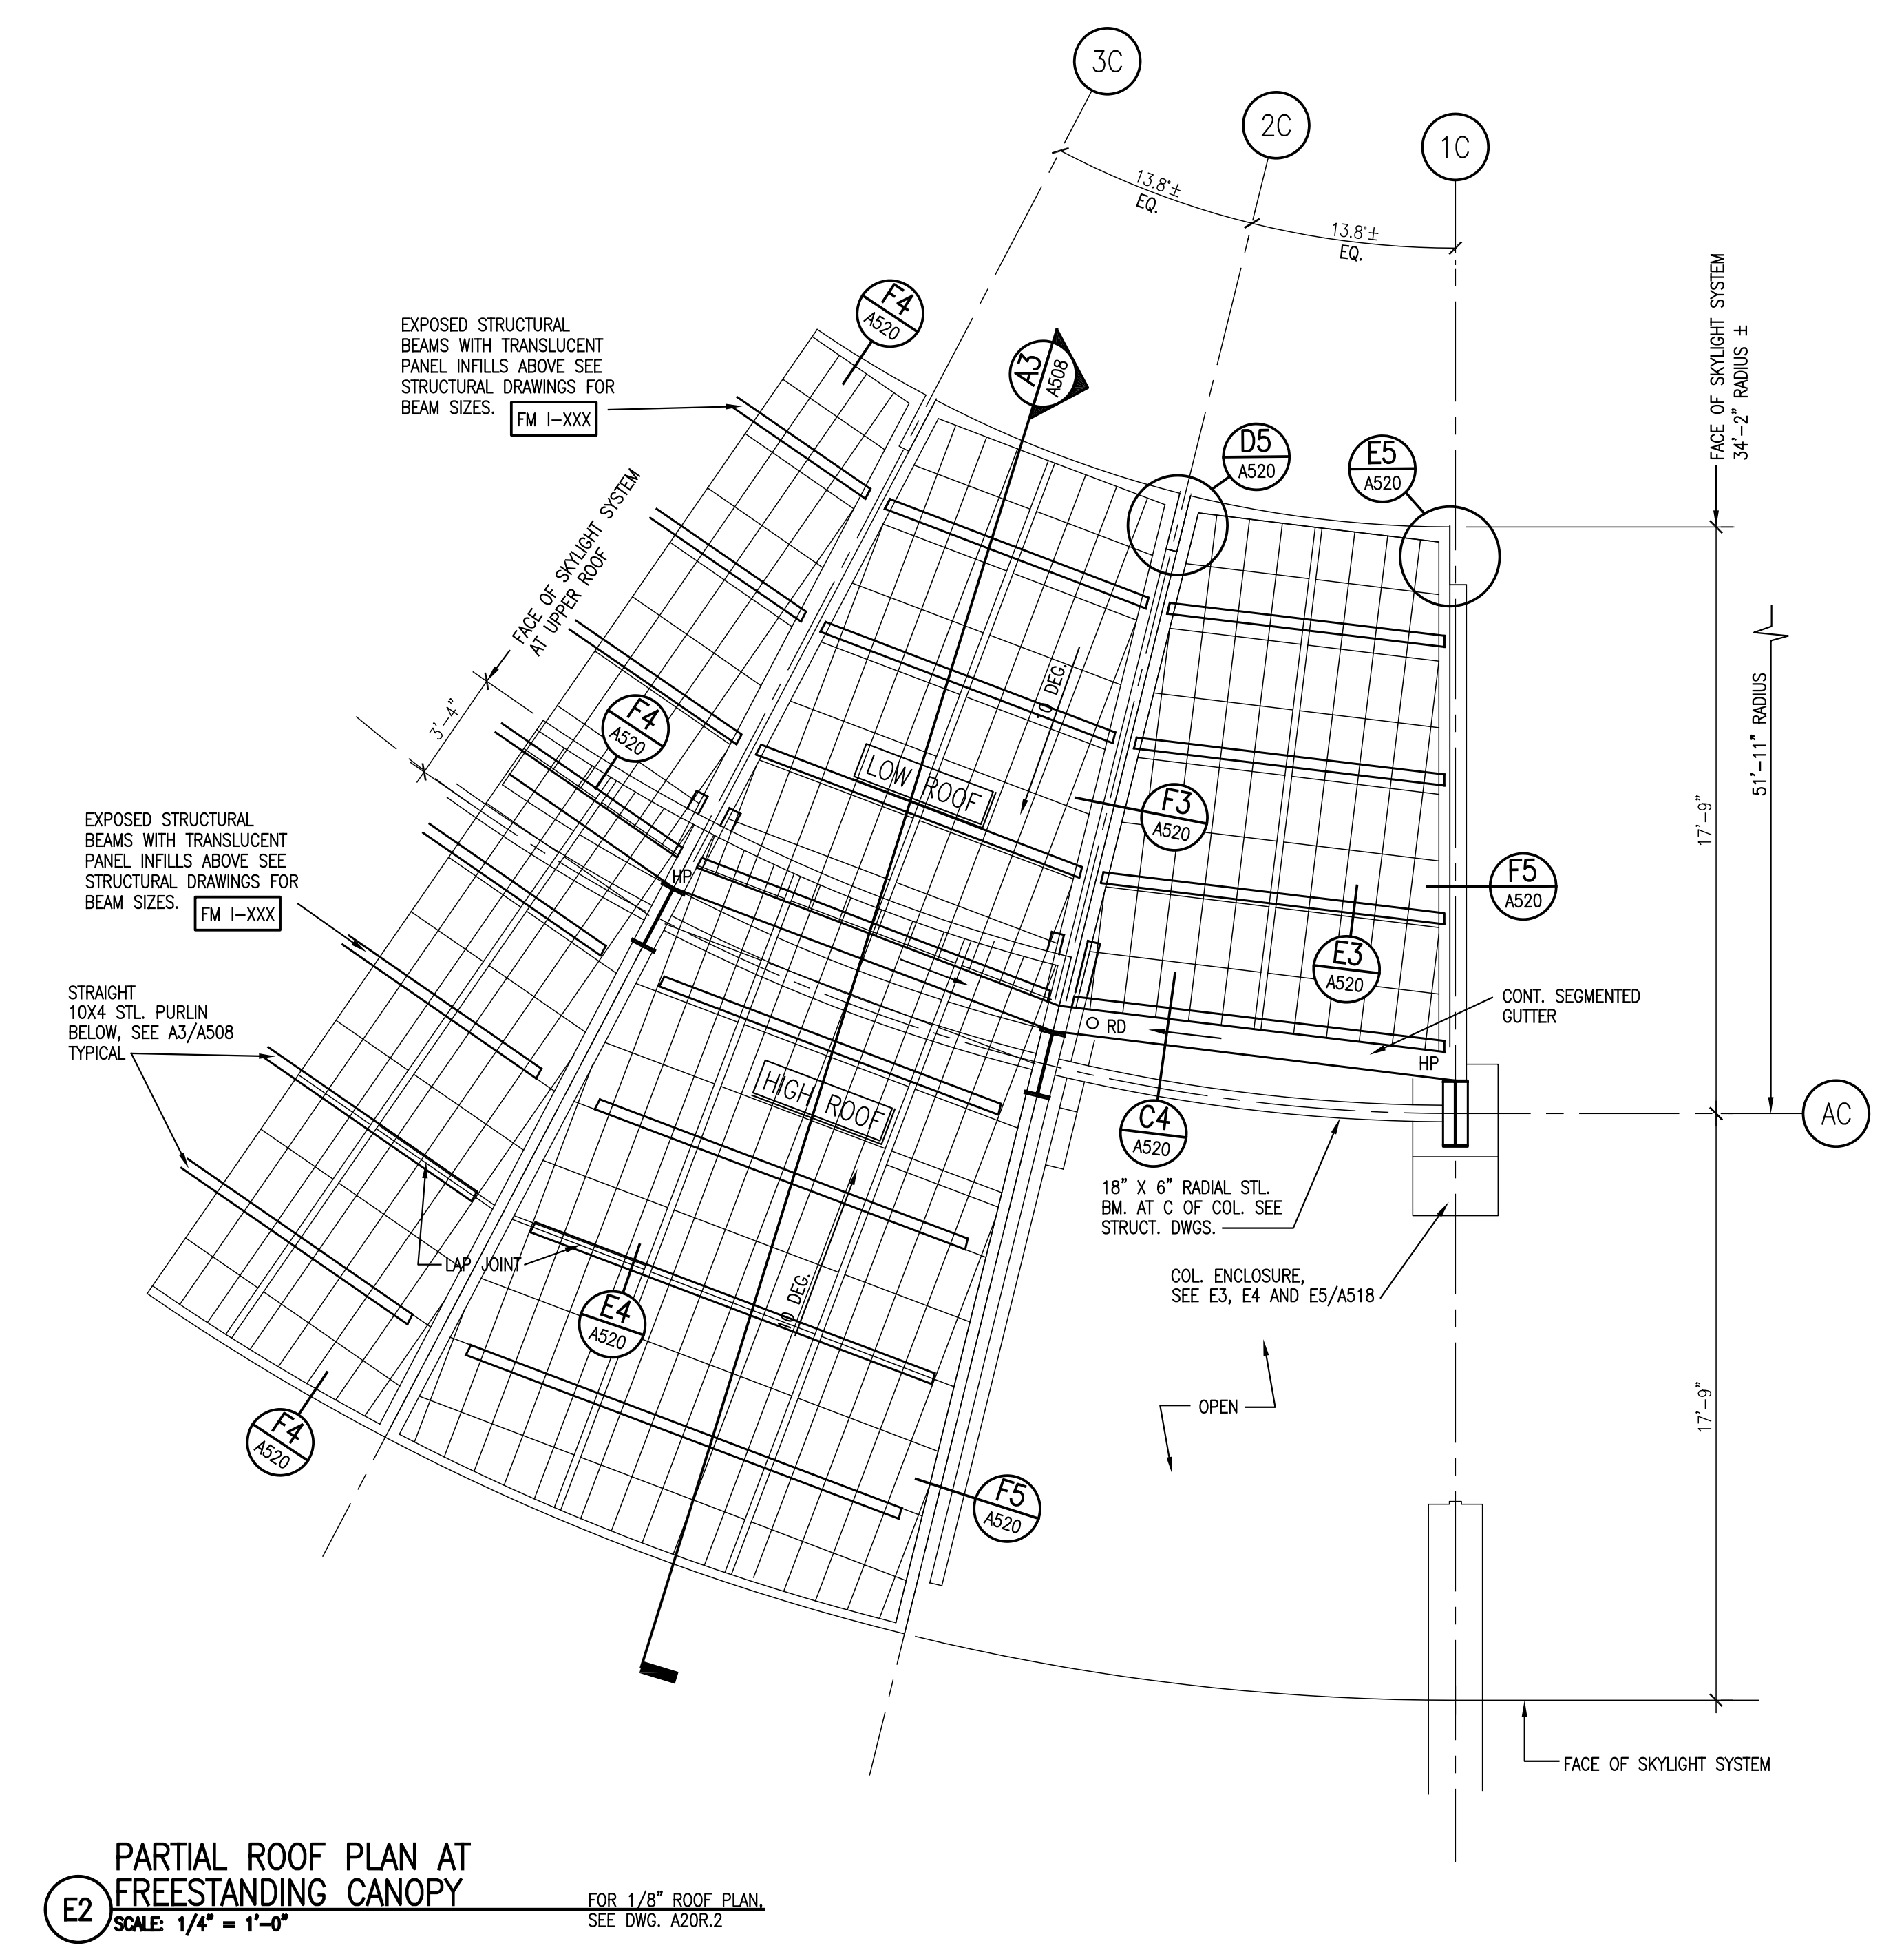 3C
2C
1C
13.8°±
EQ.
13.8°±
EQ.
F4
A520
A3
A508
EXPOSED STRUCTURAL
BEAMS WITH TRANSLUCENT
PANEL INFILLS ABOVE SEE
STRUCTURAL DRAWINGS FOR
BEAM SIZES.
FM I-XXX
D5
A520
E5
A520
FACE OF SKYLIGHT SYSTEM
34'-2" RADIUS ±
FACE OF SKYLIGHT SYSTEM
AT UPPER ROOF
3'-4"
F4
A520
10 DEG.
LOW ROOF
F3
A520
51'-11" RADIUS
17'-9"
F5
A520
EXPOSED STRUCTURAL
BEAMS WITH TRANSLUCENT
PANEL INFILLS ABOVE SEE
STRUCTURAL DRAWINGS FOR
BEAM SIZES.
FM I-XXX
HP
E3
A520
STRAIGHT
10X4 STL. PURLIN
BELOW, SEE A3/A508
TYPICAL
CONT. SEGMENTED
GUTTER
RD
HP
HIGH ROOF
C4
A520
AC
18" X 6" RADIAL STL.
BM. AT C OF COL. SEE
STRUCT. DWGS.
LAP JOINT
COL. ENCLOSURE,
SEE E3, E4 AND E5/A518
E4
A520
10 DEG.
OPEN
17'-9"
F4
A520
F5
A520
FACE OF SKYLIGHT SYSTEM
E2
PARTIAL ROOF PLAN AT
FREESTANDING CANOPY
SCALE: 1/4" = 1'-0"
FOR 1/8" ROOF PLAN,
SEE DWG. A20R.2